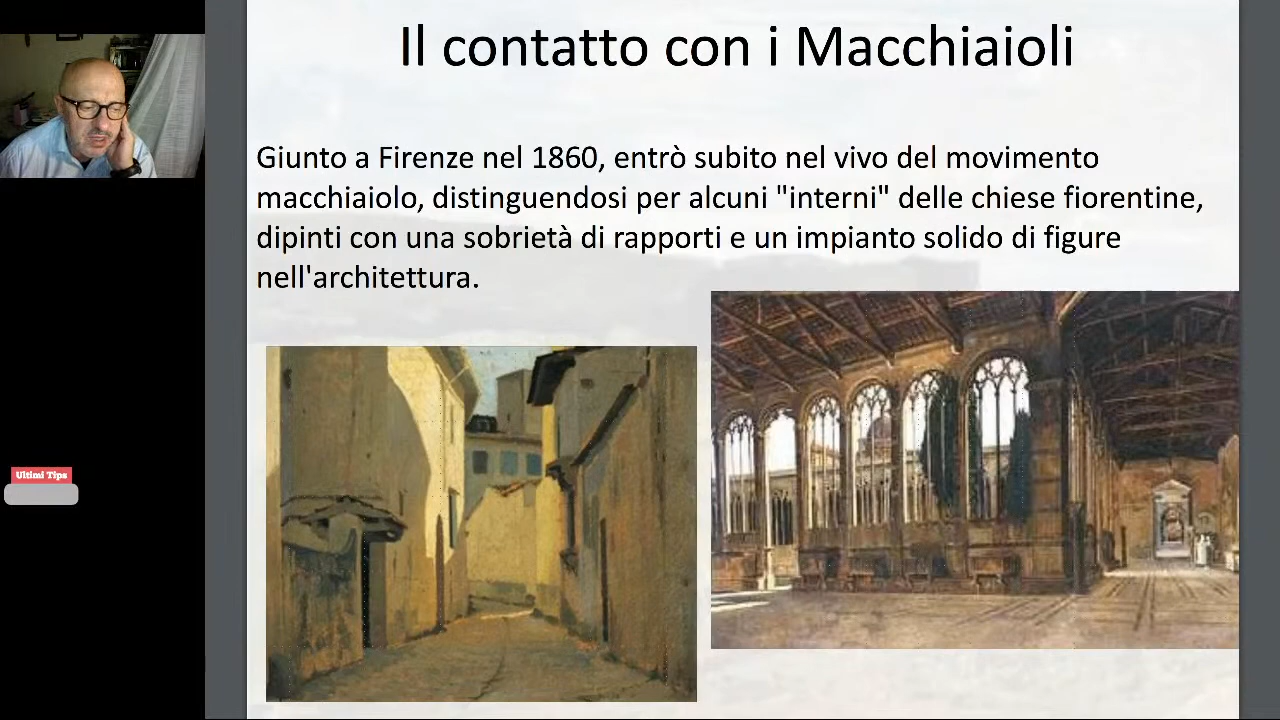 Il contatto con i Macchiaioli
Giunto a Firenze nel 1860, entrò subito nel vivo del movimento
macchiaiolo, distinguendosi per alcuni "interni" delle chiese fiorentine,
dipinti con una sobrietà di rapporti e un impianto solido di figure
nell'architettura.
Ultimi Tips